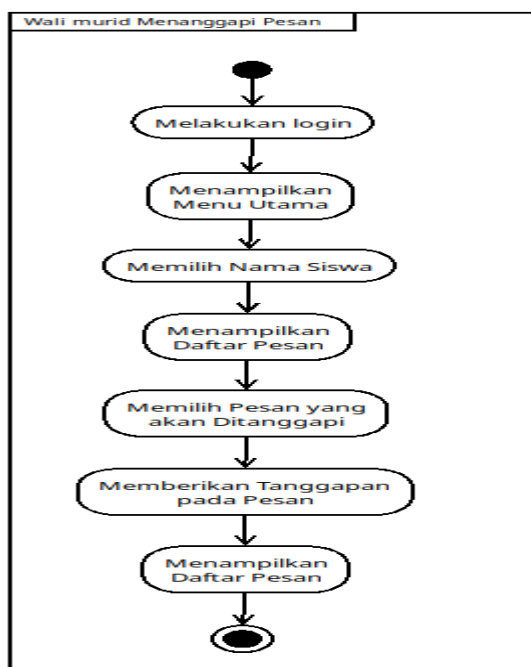 Wali murid Menanggapi Pesan
Melakukan login
Menampilkan
Menu Utama
Memilih Nama Siswa
Menampilkan
Daftar Pesan
Memilih Pesan yang
akan Ditanggapi
Memberikan Tanggapan
pada Pesan
Menampilkan
Daftar Pesan